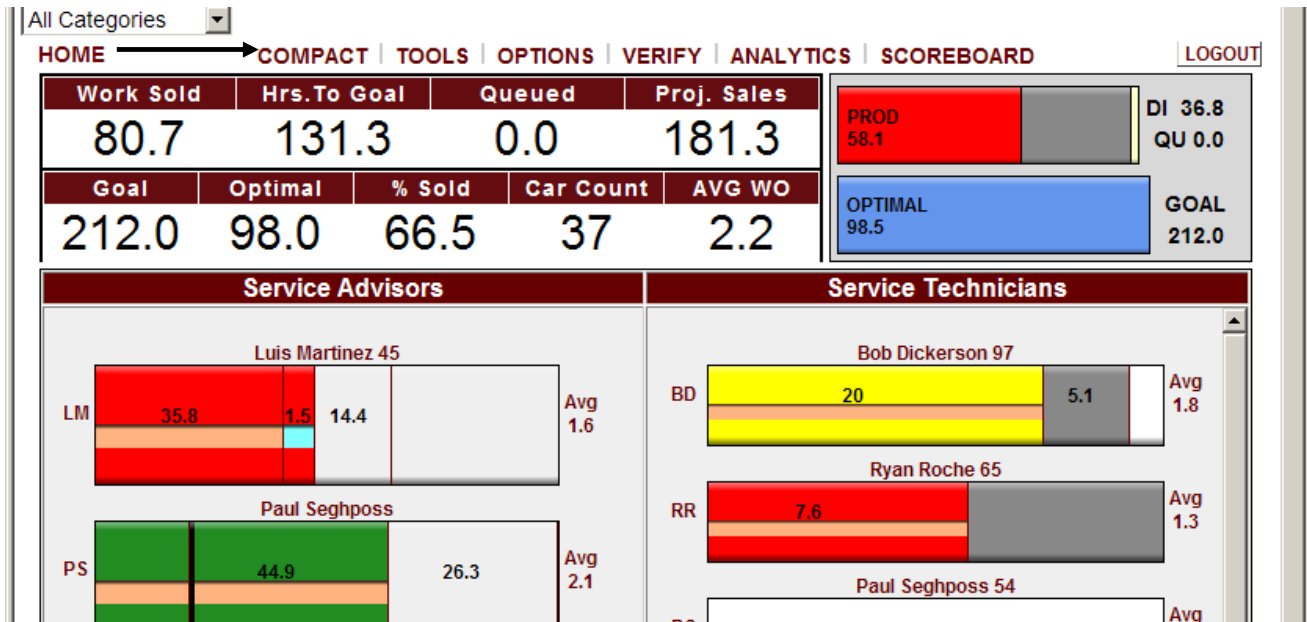 All Categories
HOME COMPACT TOOLS OPTIONS VERIFY ANALYTICS SCOREBOARD LOGOUT
Work Sold Hrs.To Goal Queued Proj. Sales
80.7 131.3 0.0 181.3
Goal Optimal % Sold Car Count AVG WO
212.0 98.0 66.5 37 2.2
PROD
58.1
DI 36.8
QU 0.0
OPTIMAL
98.5
GOAL
212.0
Service Advisors
Luis Martinez 45
LM 35.8 1.5 14.4 Avg
1.6
Paul Seghposs
PS 44.9 26.3 Avg
2.1
Service Technicians
Bob Dickerson 97
BD 20 5.1 Avg
1.8
Ryan Roche 65
RR 7.6 Avg
1.3
Paul Seghposs 54
Avg